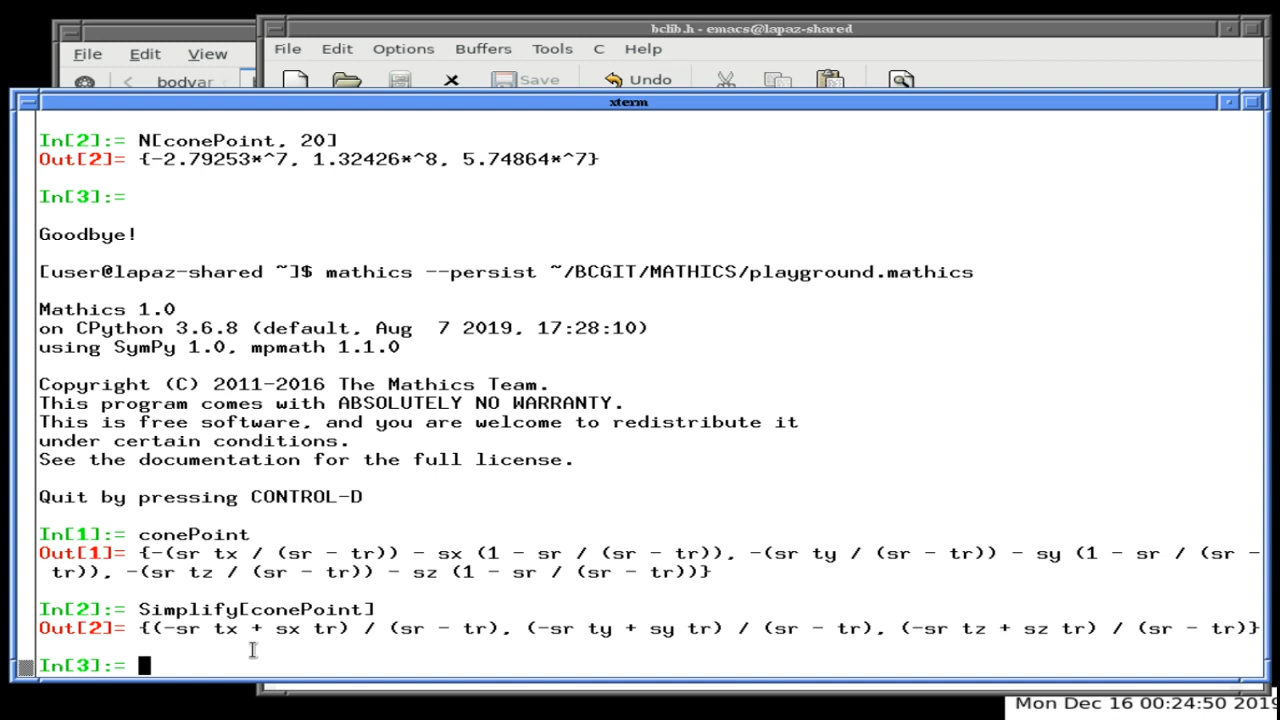 bclib.h - emacs@lapaz-shared
File Edit View
File Edit Options Buffers Tools C Help
bodyar
Save Undo
xterm
In[2]:= N[conePoint, 20]
Out[2]= {-2.79253*^7, 1.32426*^8, 5.74864*^7}
In[3]:=
Goodbye!
[user@lapaz-shared ~]$ mathics --persist ~/BCGIT/MATHICS/playground.mathics
Mathics 1.0
on CPython 3.6.8 (default, Aug  7 2019, 17:28:10)
using SymPy 1.0, mpmath 1.1.0
Copyright (C) 2011-2016 The Mathics Team.
This program comes with ABSOLUTELY NO WARRANTY.
This is free software, and you are welcome to redistribute it
under certain conditions.
See the documentation for the full license.
Quit by pressing CONTROL-D
In[1]:= conePoint
Out[1]= {-(sr tx / (sr - tr)) - sx (1 - sr / (sr - tr)), -(sr ty / (sr - tr)) - sy (1 - sr / (sr -
tr)), -(sr tz / (sr - tr)) - sz (1 - sr / (sr - tr))}
In[2]:= Simplify[conePoint]
Out[2]= {(-sr tx + sx tr) / (sr - tr), (-sr ty + sy tr) / (sr - tr), (-sr tz + sz tr) / (sr - tr)}
In[3]:=
Mon Dec 16 00:24:50 2019